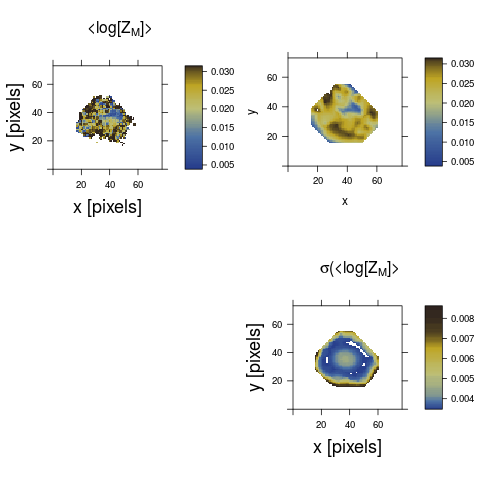 <log[Z_M]>
60
40
20
y [pixels]
20 40 60
x [pixels]
0.030
0.025
0.020
0.015
0.010
0.005
60
40
20
y
20 40 60
x
0.030
0.025
0.020
0.015
0.010
0.005
σ(<log[Z_M]>
60
40
20
y [pixels]
20 40 60
x [pixels]
0.008
0.007
0.006
0.005
0.004